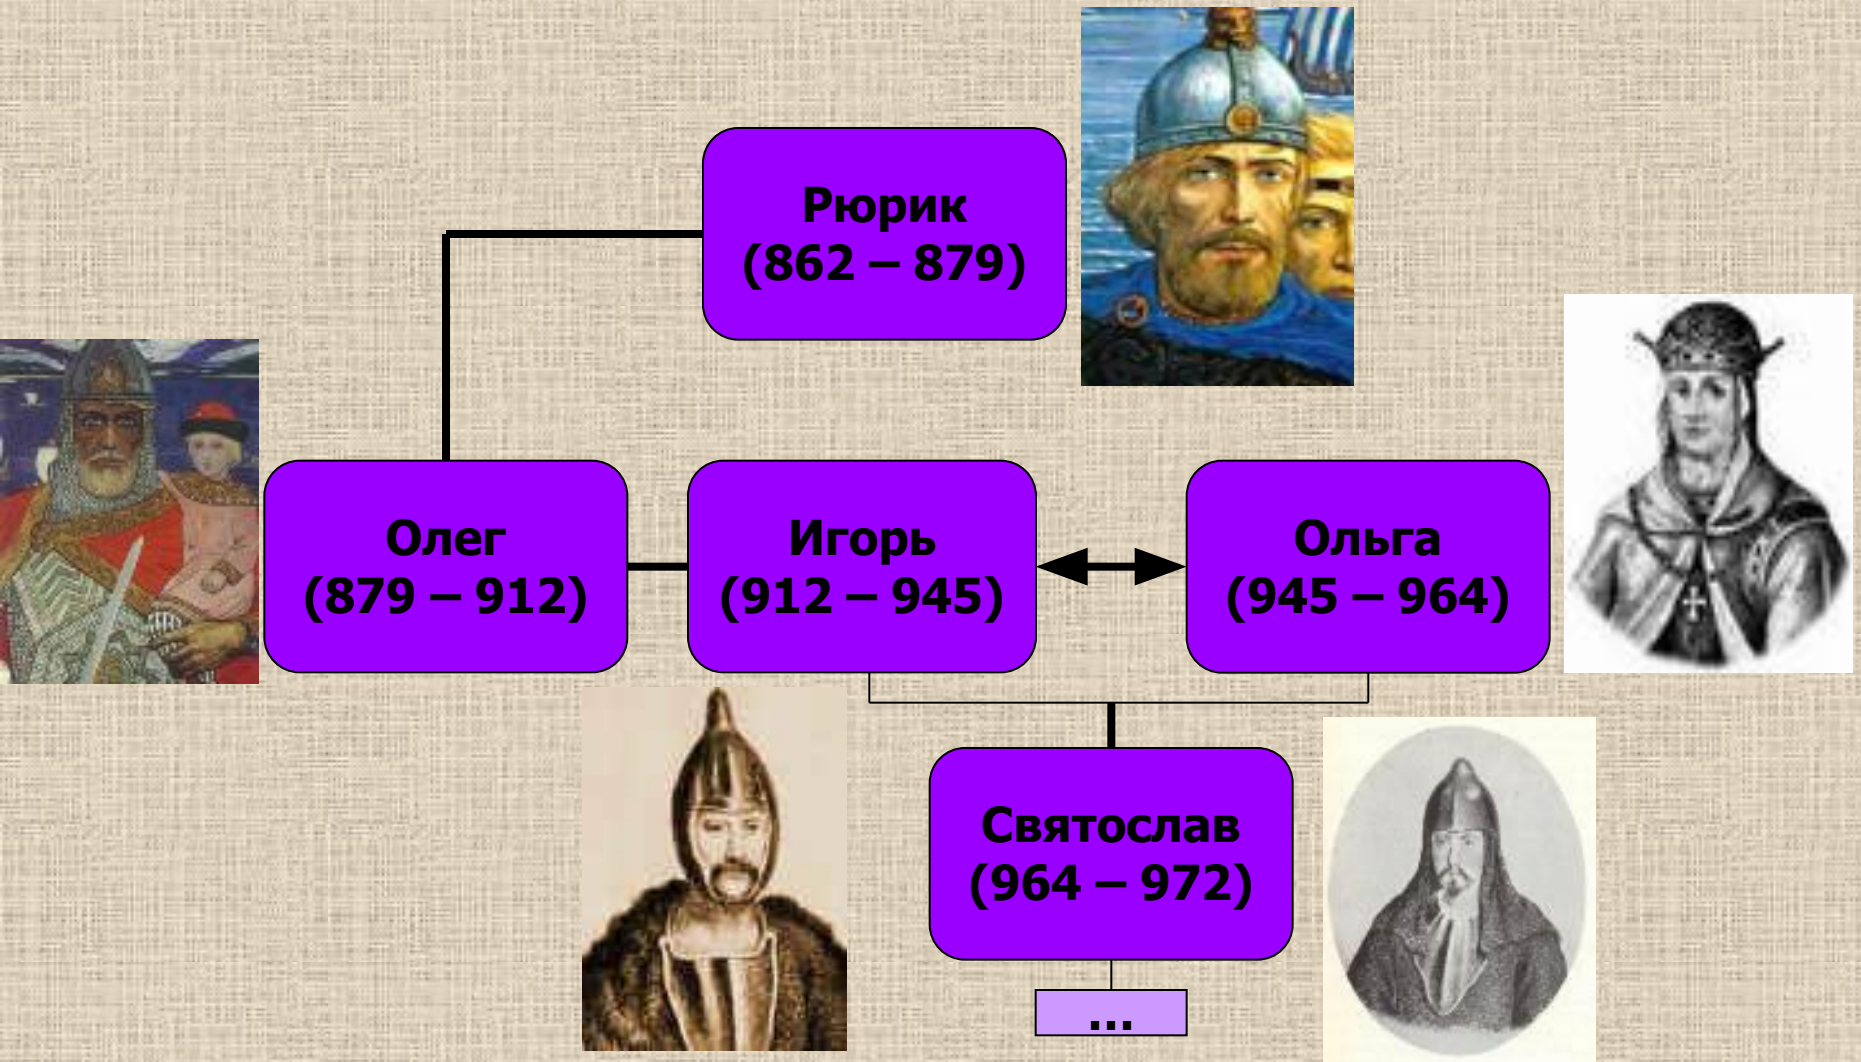 Рюрик
(862 – 879)
Олег
(879 – 912)
Игорь
(912 – 945)
Ольга
(945 – 964)
Святослав
(964 – 972)
...